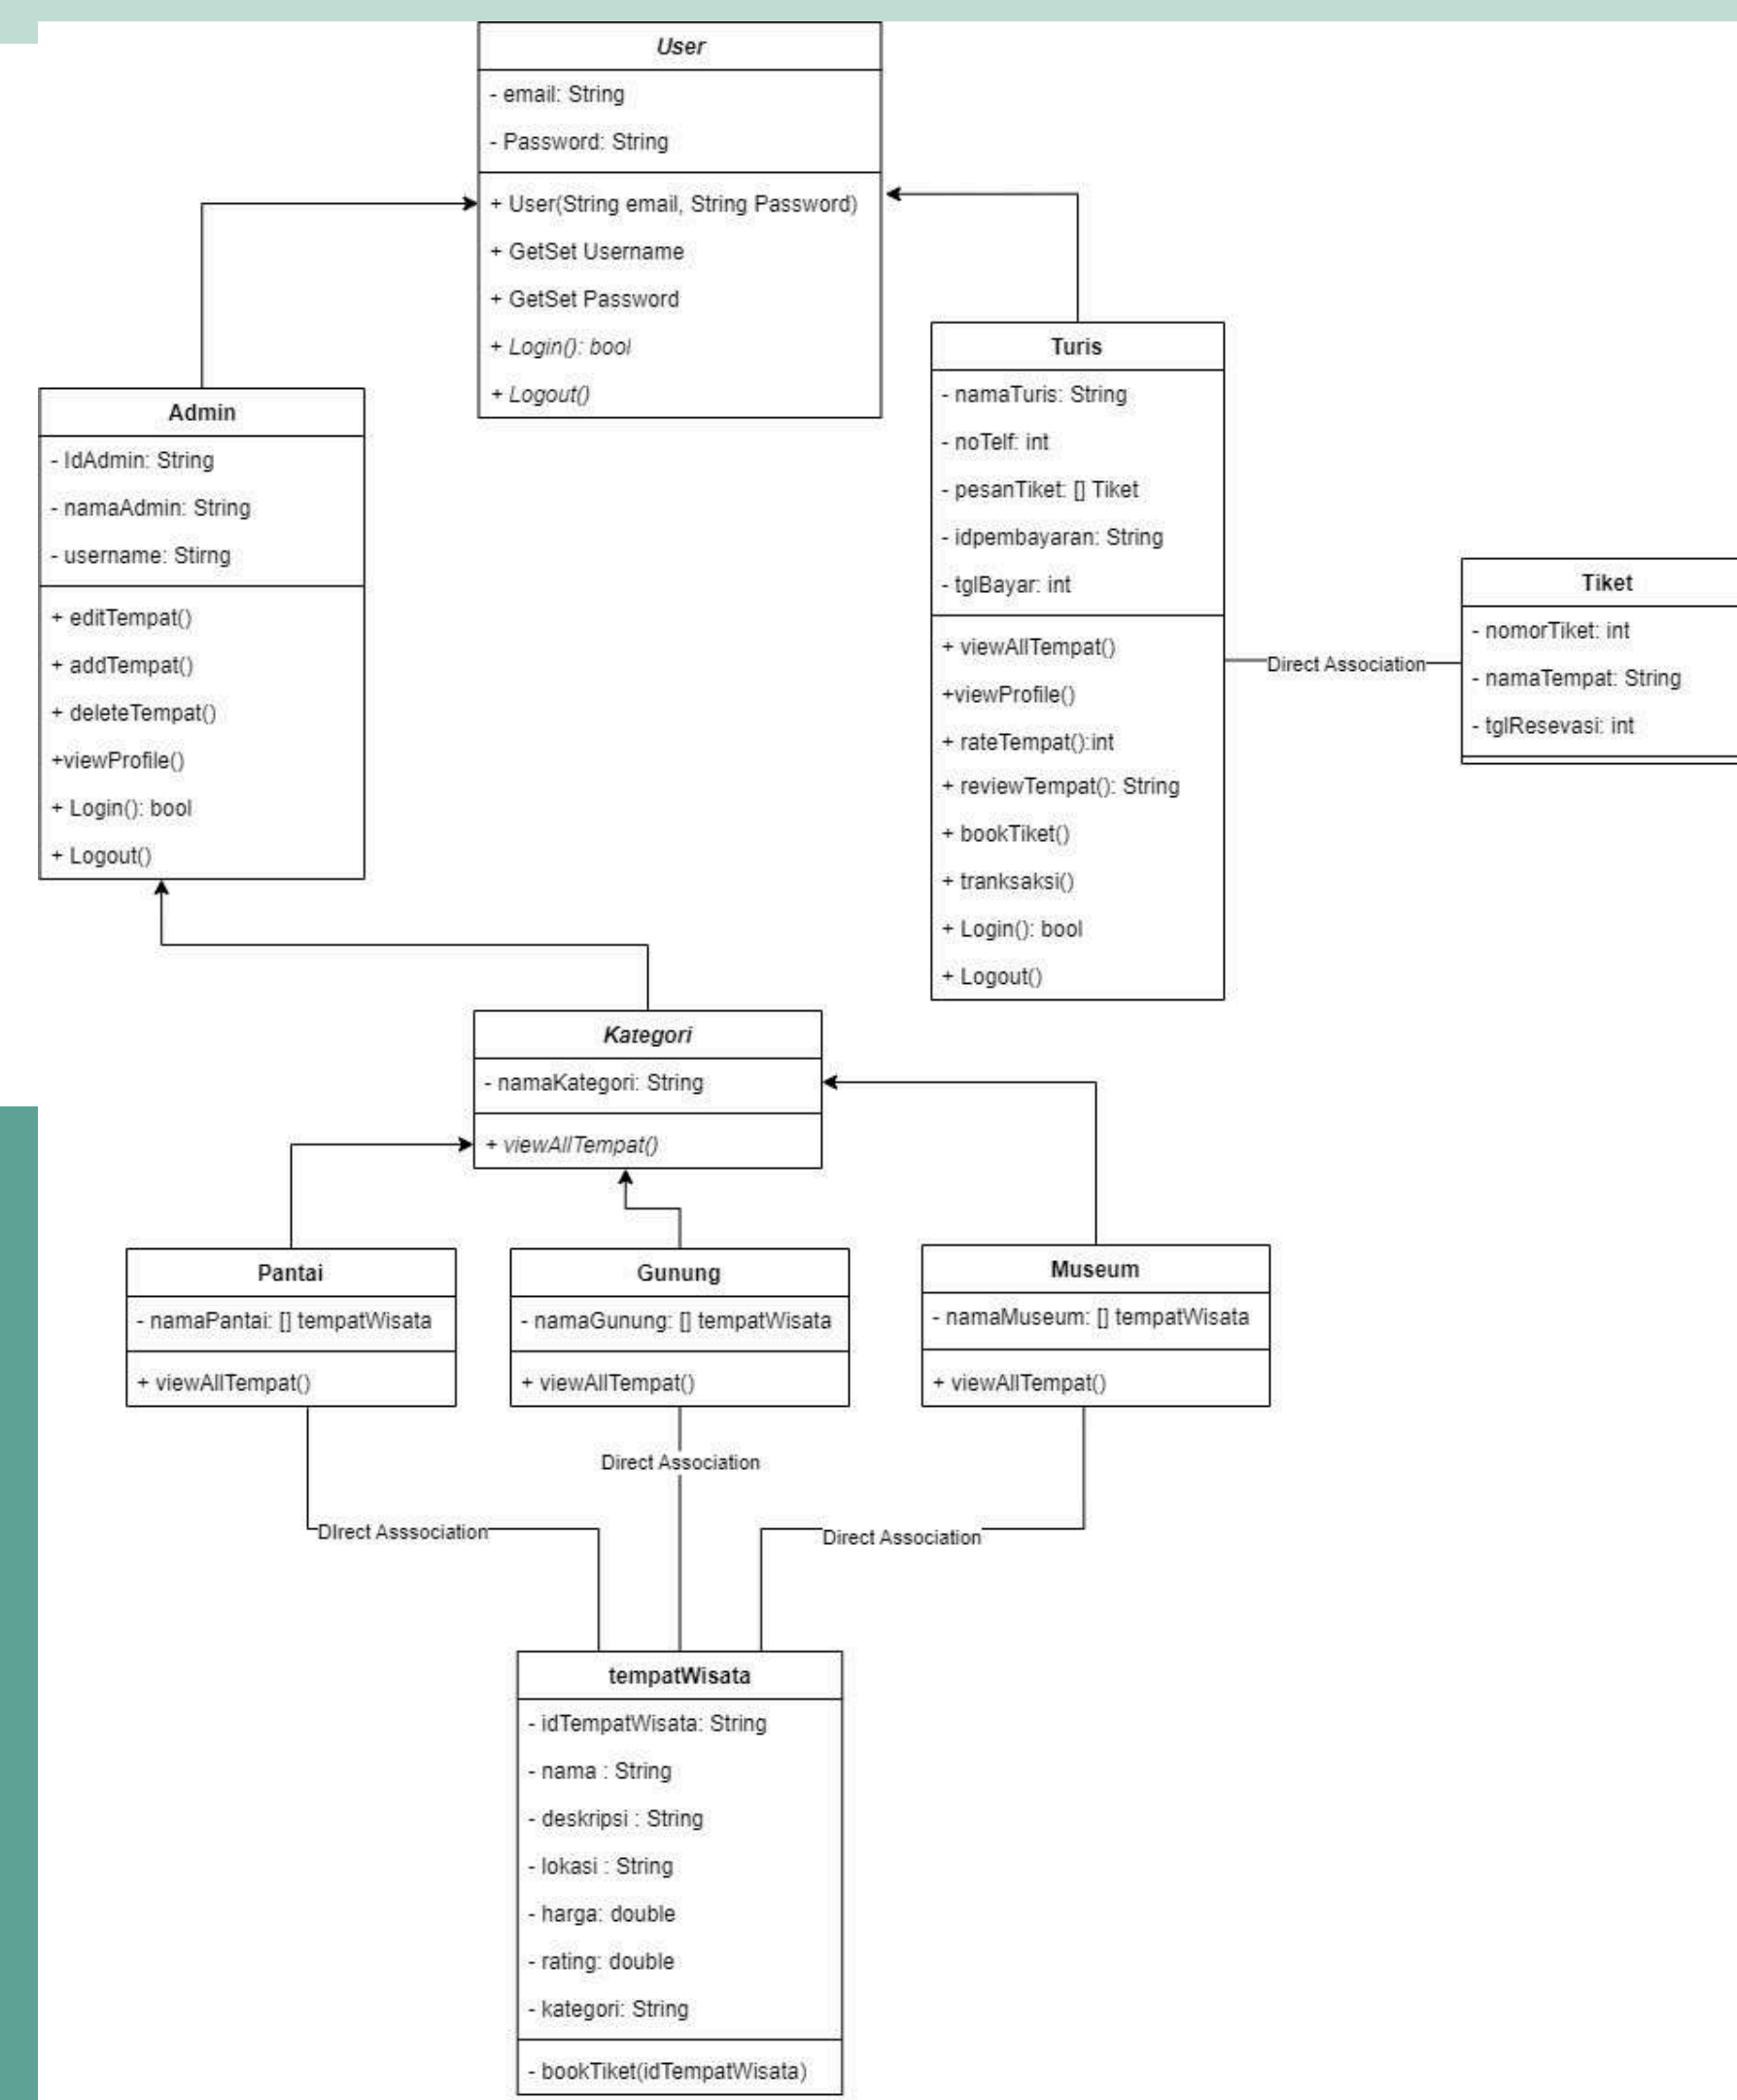 User
- email: String
- Password: String
+ User(String email, String Password)
+ GetSet Username
+ GetSet Password
+ Login(): bool
+ Logout()
Admin
- IdAdmin: String
- namaAdmin: String
- username: Stirng
+ editTempat()
+ addTempat()
+ deleteTempat()
+viewProfile()
+ Login(): bool
+ Logout()
Turis
- namaTuris: String
- noTelf: int
- pesanTiket: [] Tiket
- idpembayaran: String
- tglBayar: int
+ viewAllTempat()
+viewProfile()
+ rateTempat():int
+ reviewTempat(): String
+ bookTiket()
+ tranksaksi()
+ Login(): bool
+ Logout()
Direct Association
Tiket
- nomorTiket: int
- namaTempat: String
- tglResevasi: int
Kategori
- namaKategori: String
+ viewAllTempat()
Pantai
- namaPantai: [] tempatWisata
+ viewAllTempat()
Gunung
- namaGunung: [] tempatWisata
+ viewAllTempat()
Museum
- namaMuseum: [] tempatWisata
+ viewAllTempat()
Direct Association
DIrect Asssociation
Direct Association
tempatWisata
- idTempatWisata: String
- nama : String
- deskripsi : String
- lokasi : String
- harga: double
- rating: double
- kategori: String
- bookTiket(idTempatWisata)